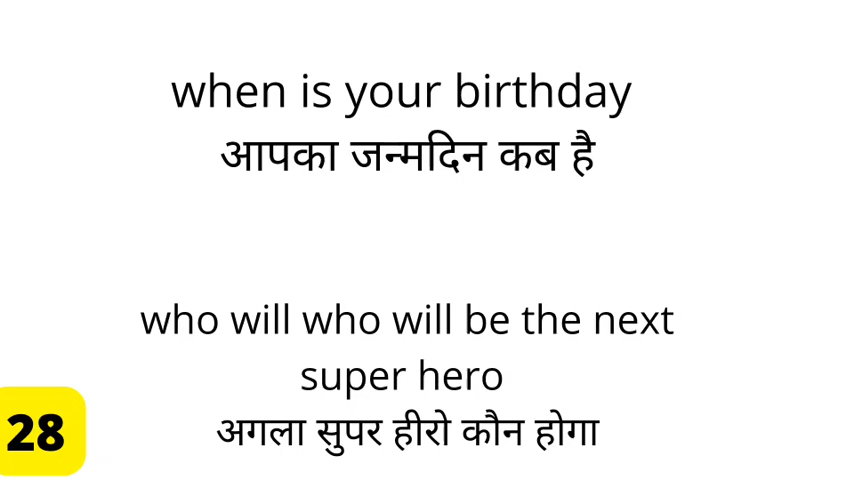 when is your birthday
आपका जन्मदिन कब है
who will who will be the next
super hero
अगला सुपर हीरो कौन होगा
28